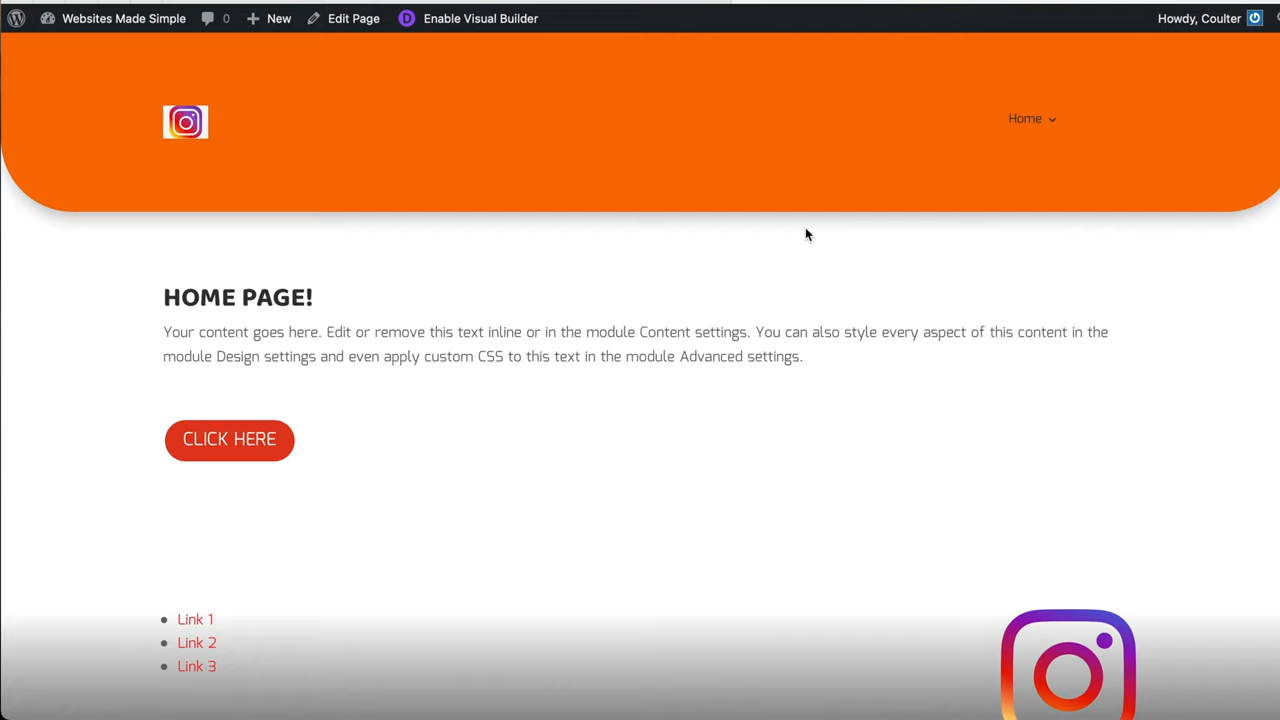 Websites Made Simple 0 New Edit Page D Enable Visual Builder Howdy, Coulter
Home
HOME PAGE!
Your content goes here. Edit or remove this text inline or in the module Content settings. You can also style every aspect of this content in the
module Design settings and even apply custom CSS to this text in the module Advanced settings.
CLICK HERE
Link 1
Link 2
Link 3